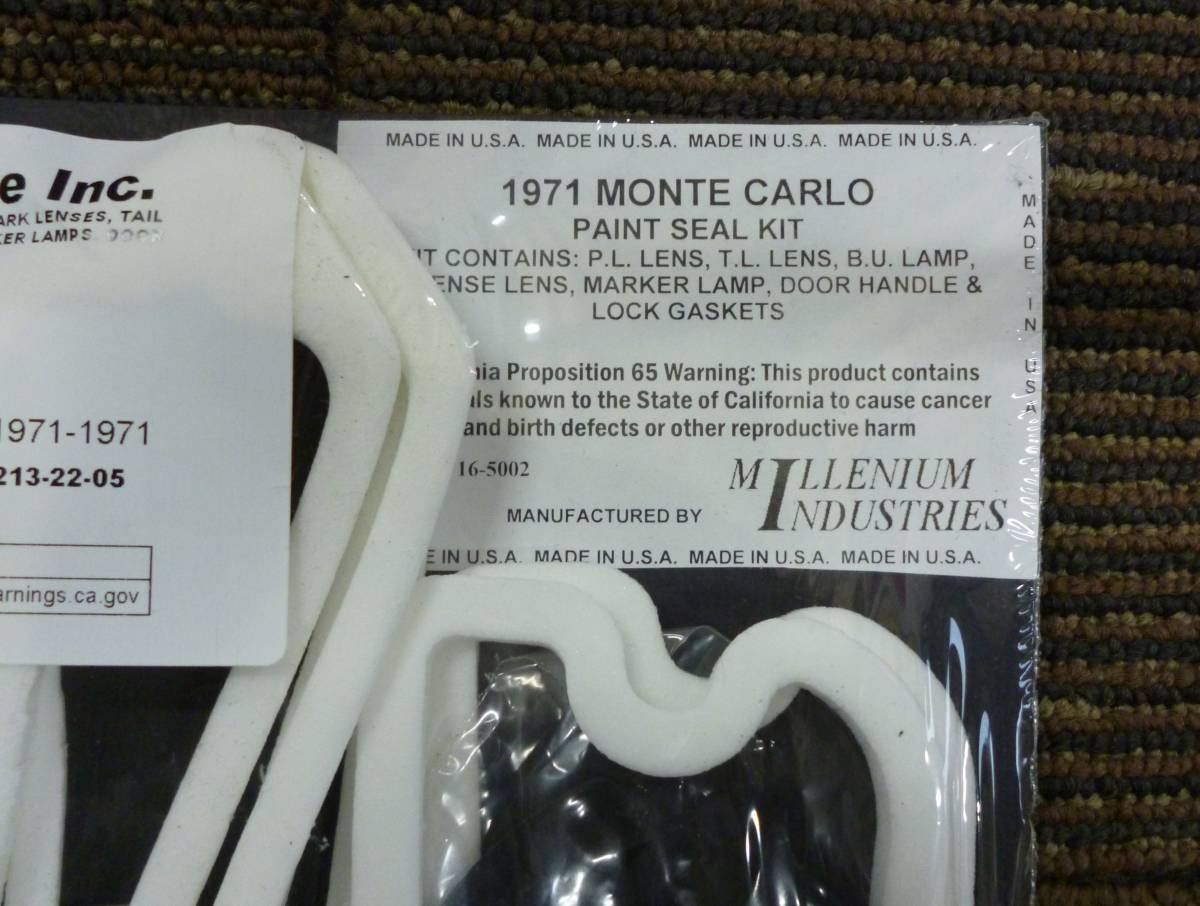 e Inc.
ARK LENSES, TAIL
KER LAMPS, DOOR
1971-1971
213-22-05
arnings.ca.gov
MADE IN U.S.A. MADE IN U.S.A. MADE IN U.S.A. MADE IN U.S.A.
1971 MONTE CARLO
PAINT SEAL KIT
IT CONTAINS: P.L. LENS, T.L. LENS, B.U. LAMP,
ENSE LENS, MARKER LAMP, DOOR HANDLE &
LOCK GASKETS
nia Proposition 65 Warning: This product contains
als known to the State of California to cause cancer
and birth defects or other reproductive harm
16-5002
MANUFACTURED BY
MILLENIUM
INDUSTRIES
E IN U.S.A. MADE IN U.S.A. MADE IN U.S.A. MADE IN U.S.A.
MADE IN USA